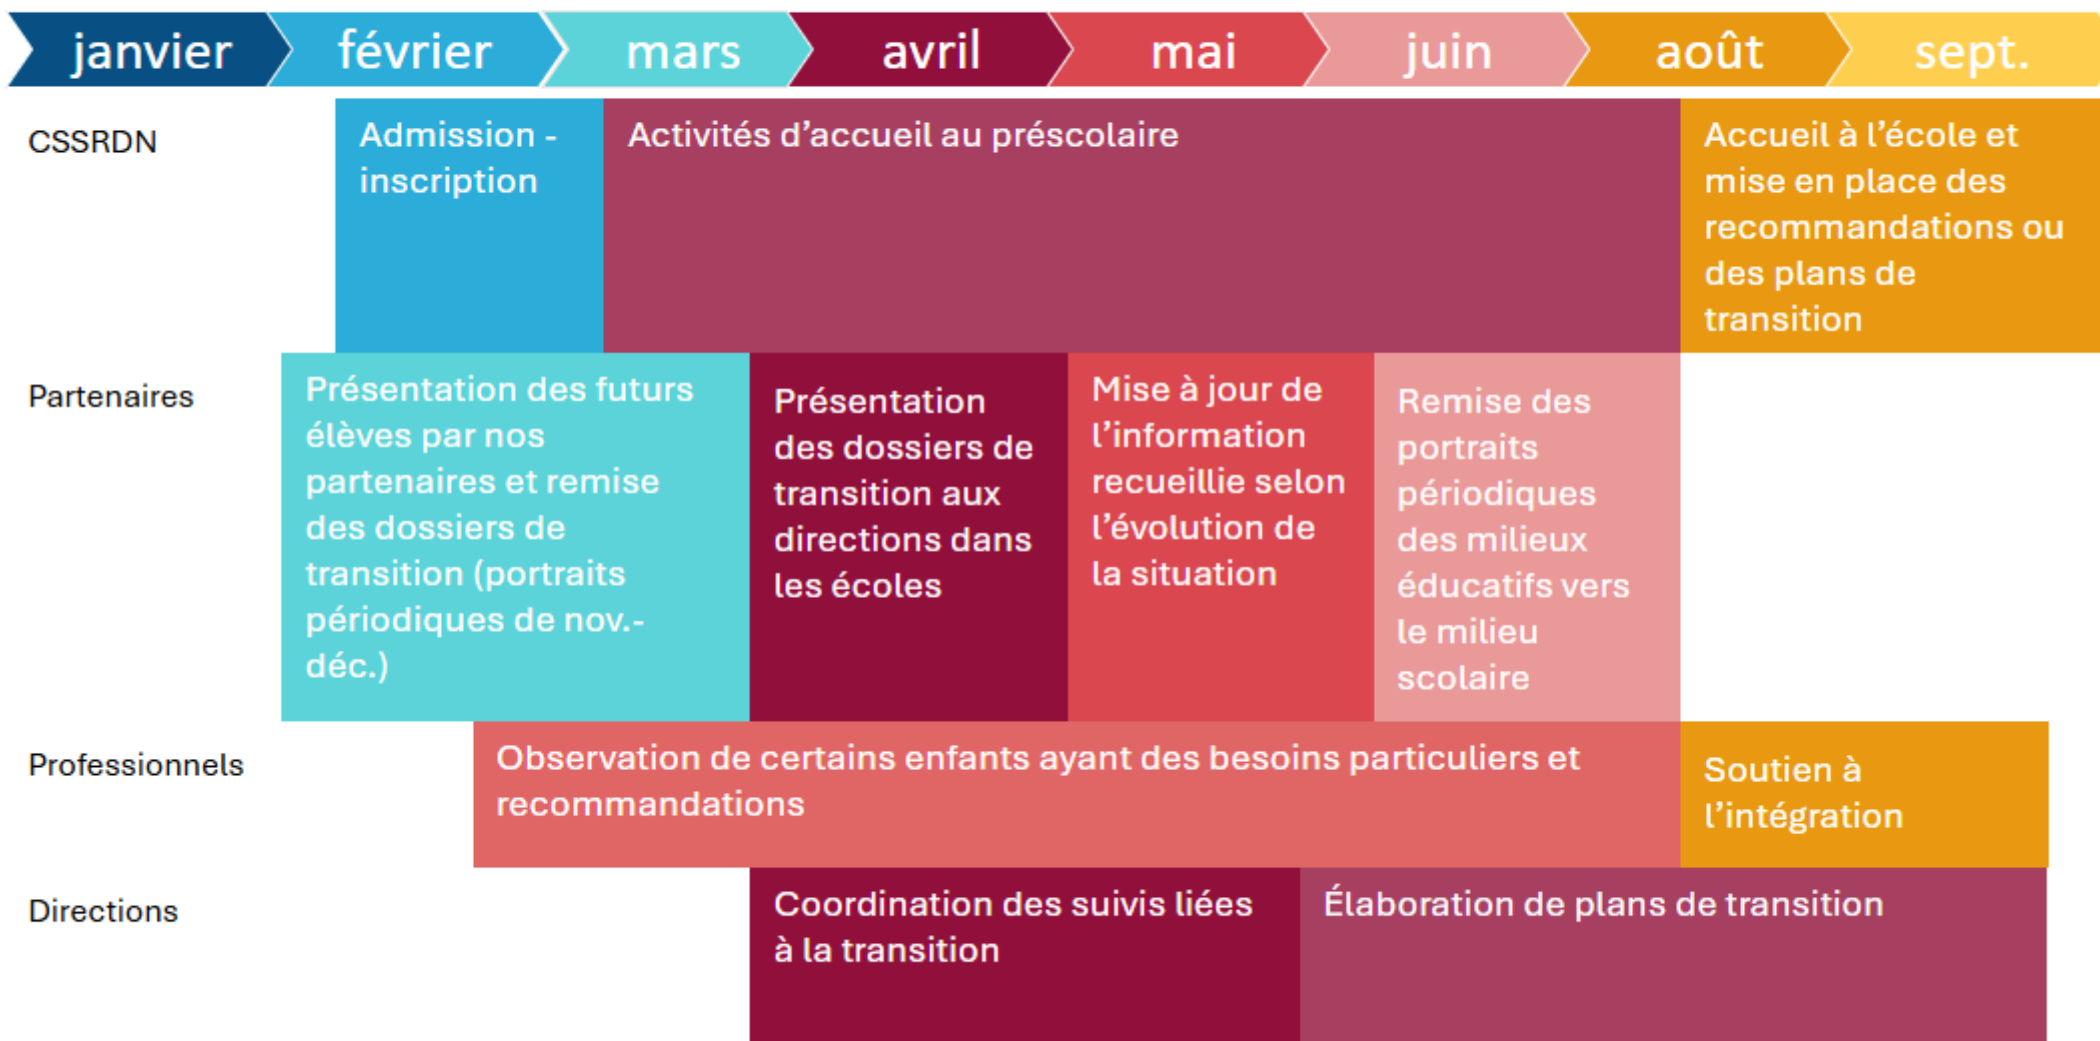 janvier février mars avril mai juin août sept.
CSSRDN
Admission -
inscription
Activités d'accueil au préscolaire
Accueil à l'école et
mise en place des
recommandations ou
des plans de
transition
Partenaires
Présentation des futurs
élèves par nos
partenaires et remise
des dossiers de
transition (portraits
périodiques de nov.-
déc.)
Présentation
des dossiers de
transition aux
directions dans
les écoles
Mise à jour de
l'information
recueillie selon
l'évolution de
la situation
Remise des
portraits
périodiques
des milieux
éducatifs vers
le milieu
scolaire
Professionnels
Observation de certains enfants ayant des besoins particuliers et
recommandations
Soutien à
l'intégration
Directions
Coordination des suivis liées
à la transition
Élaboration de plans de transition